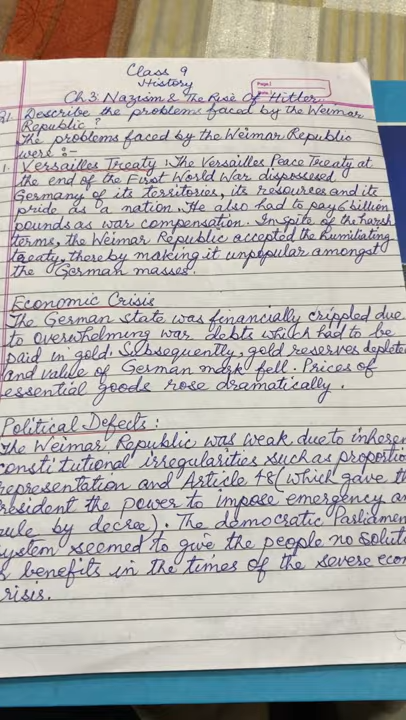 Class 9
History
Page:
Ch.3. Nazism & The Rise Of Hitler.
Q1. Describe the problems faced by the Weimar
Republic ?
The problems faced by the Weimar Republic
were :-
1. Versailles Treaty : The Versailles Peace Treaty at
the end of the First World War dispossesed
Germany of its territories, its resources and its
pride as a nation. He also had to pay 6 billion
pounds as war compensation. In spite of the harsh
terms, the Weimar Republic accepted the humiliating
treaty, thereby making it unpopular amongst
the German masses.
Economic Crisis
The German state was financially crippled due
to overwhelming war debts which had to be
paid in gold. Subsequently, gold reserves deplete
and value of German mark fell. Prices of
essential goods rose dramatically.
Political Defects :
The Weimar Republic was weak due to inheren
constitutional irregularities such as proportio
representation and Article 48 (which gave th
resident the power to impose emergency an
rule by decree). The democratic Parliamen
system seemed to give the people no solut
benefits in the times of the severe econ
risis.